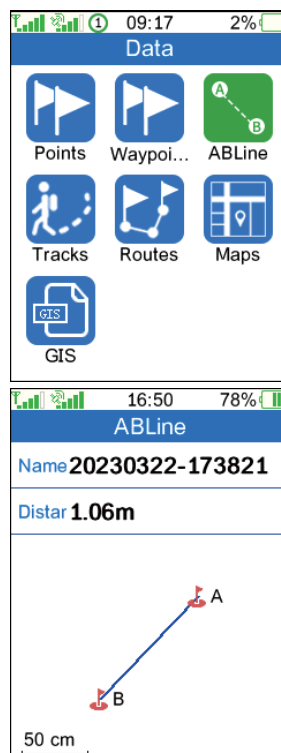 1 09:17 2%
Data
A
B
Points Waypoi... ABLine
Tracks Routes Maps
GIS
GIS
16:50 78%
ABLine
Name 20230322-173821
Distar 1.06m
A
B
50 cm